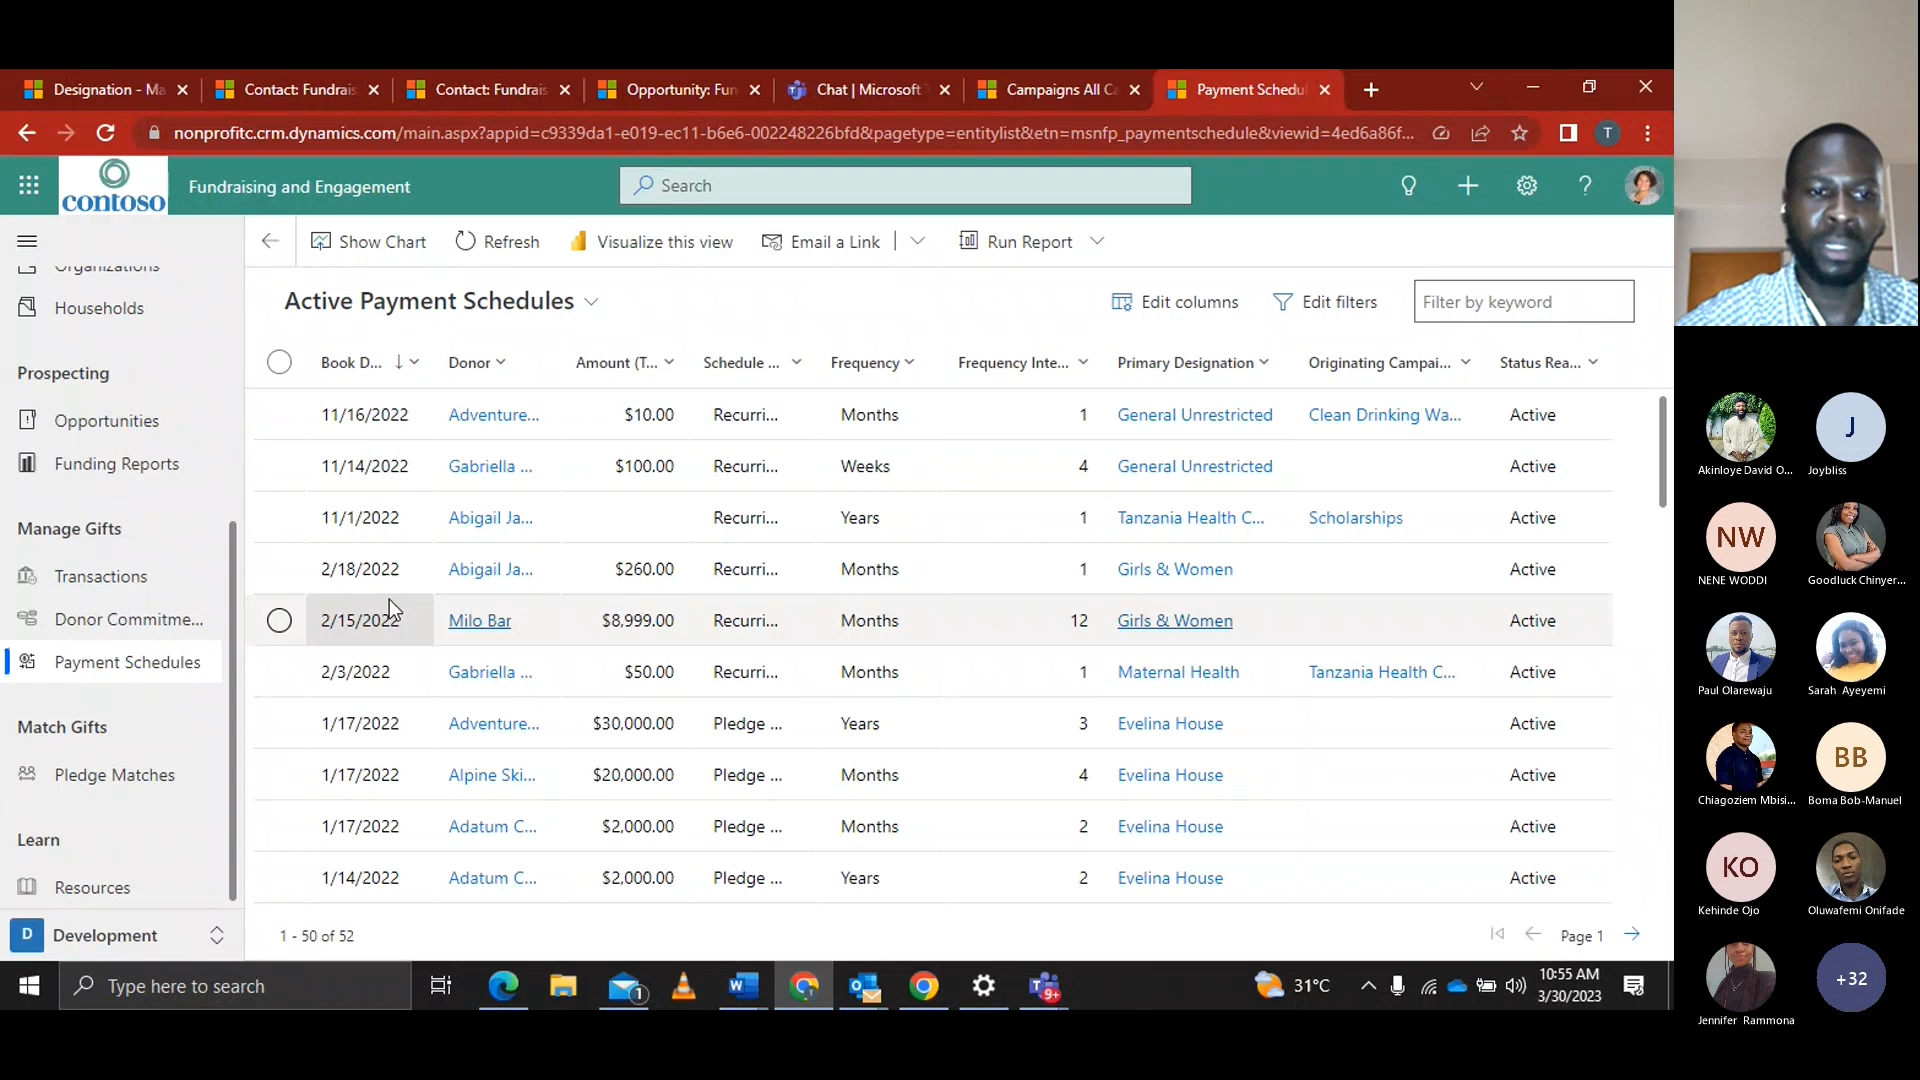 Designation - Ma
Contact: Fundrais
Contact: Fundrais
Opportunity: Fun
Chat | Microsoft
Campaigns All Ca
Payment Schedul
nonprofitc.crm.dynamics.com/main.aspx?appid=c9339da1-e019-ec11-b6e6-002248226bfd&pagetype=entitylist&etn=msnfp_paymentschedule&viewid=4ed6a86f...
T
contoso
Fundraising and Engagement
Search
Show Chart
Refresh
Visualize this view
Email a Link
Run Report
Organizations
Households
Prospecting
Opportunities
Funding Reports
Manage Gifts
Transactions
Donor Commitme...
Payment Schedules
Match Gifts
Pledge Matches
Learn
Resources
D Development
Active Payment Schedules
Edit columns
Edit filters
Filter by keyword
Book D... Donor Amount (T... Schedule ... Frequency Frequency Inte... Primary Designation Originating Campai... Status Rea...
11/16/2022 Adventure... $10.00 Recurri... Months 1 General Unrestricted Clean Drinking Wa... Active
11/14/2022 Gabriella ... $100.00 Recurri... Weeks 4 General Unrestricted Active
11/1/2022 Abigail Ja... Recurri... Years 1 Tanzania Health C... Scholarships Active
2/18/2022 Abigail Ja... $260.00 Recurri... Months 1 Girls & Women Active
2/15/2022 Milo Bar $8,999.00 Recurri... Months 12 Girls & Women Active
2/3/2022 Gabriella ... $50.00 Recurri... Months 1 Maternal Health Tanzania Health C... Active
1/17/2022 Adventure... $30,000.00 Pledge ... Years 3 Evelina House Active
1/17/2022 Alpine Ski... $20,000.00 Pledge ... Months 4 Evelina House Active
1/17/2022 Adatum C... $2,000.00 Pledge ... Months 2 Evelina House Active
1/14/2022 Adatum C... $2,000.00 Pledge ... Years 2 Evelina House Active
1 - 50 of 52
Page 1
Type here to search
1
9+
31°C
10:55 AM
3/30/2023
Akinloye David O...
J
Joybliss
NW
NENE WODDI
Goodluck Chinyer...
Paul Olarewaju
Sarah Ayeyemi
Chiagoziem Mbisi...
BB
Boma Bob-Manuel
KO
Kehinde Ojo
Oluwafemi Onifade
Jennifer Rammona
+32